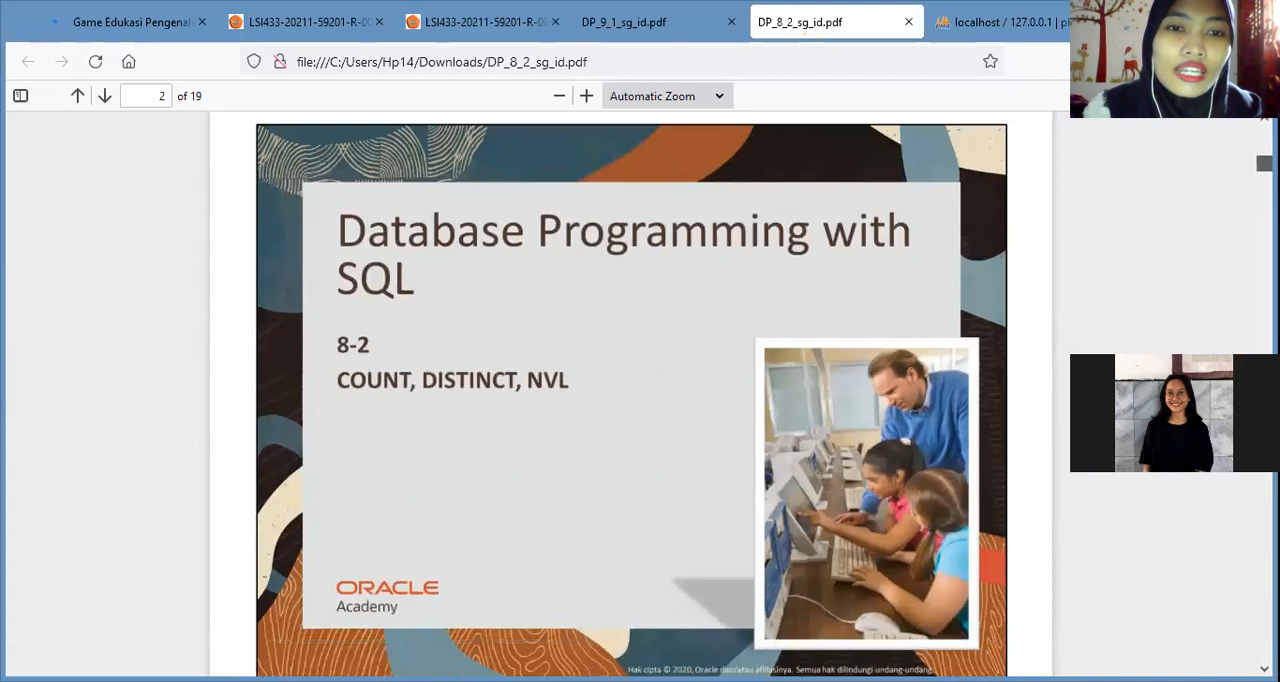 Game Edukasi Pengenala
LSI433-20211-59201-R-0
LSI433-20211-59201-R-0
DP_9_1_sg_id.pdf
DP_8_2_sg_id.pdf
localhost / 127.0.0.1 | p
file:///C:/Users/Hp14/Downloads/DP_8_2_sg_id.pdf
2 of 19
Automatic Zoom
Database Programming with
SQL
8-2
COUNT, DISTINCT, NVL
ORACLE
Academy
Hak cipta © 2020, Oracle dan/atau afiliasinya. Semua hak dilindungi undang-undang.